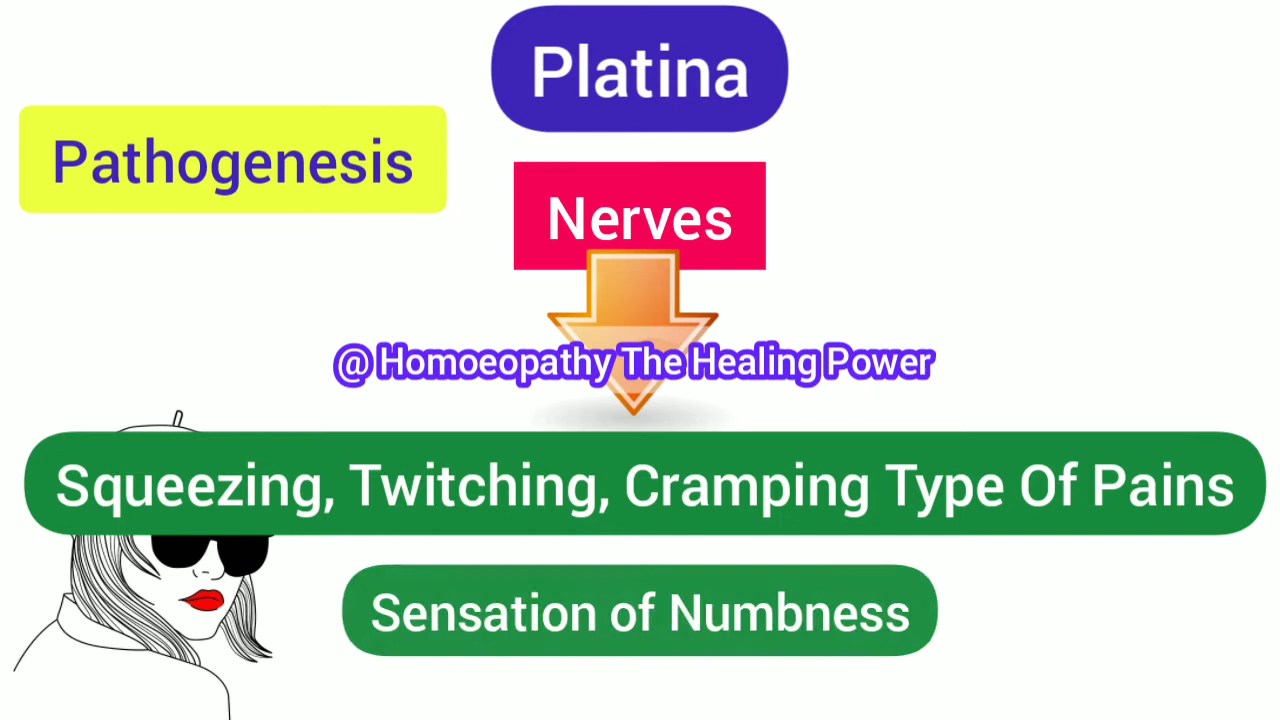 Platina
Pathogenesis
Nerves
@ Homoeopathy The Healing Power
Squeezing, Twitching, Cramping Type Of Pains
Sensation of Numbness